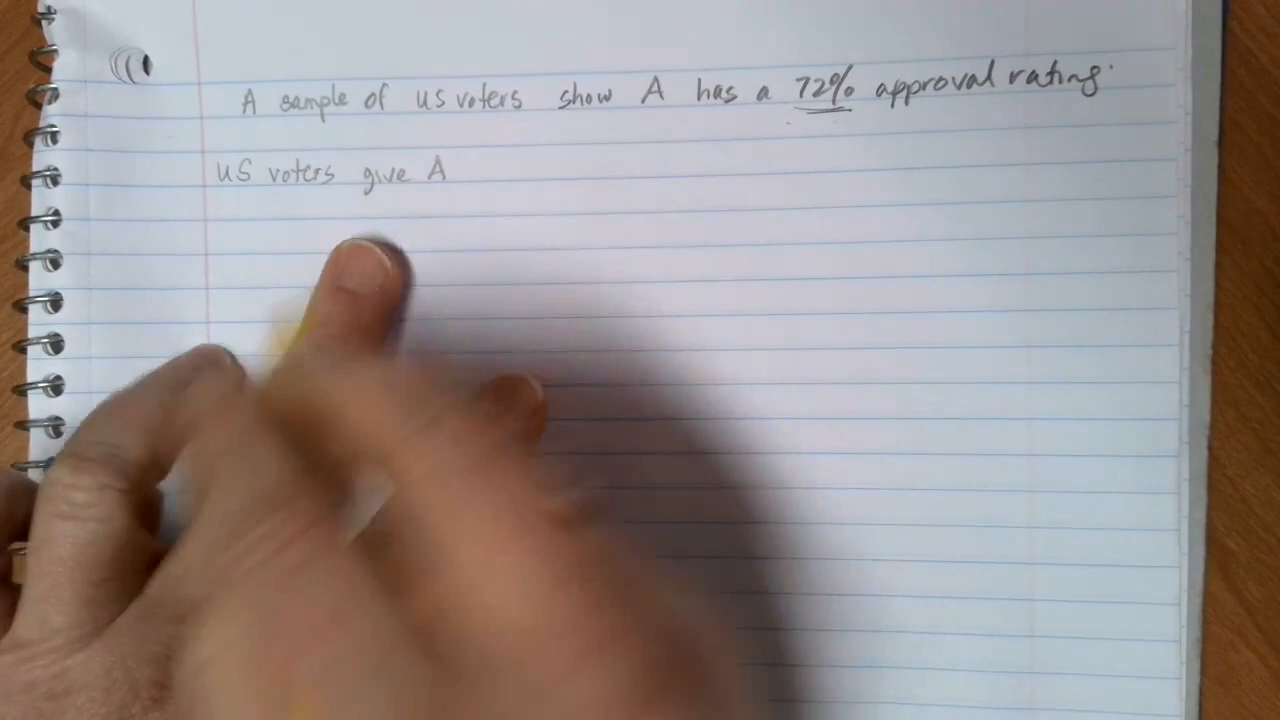 A sample of US voters show A has a 72% approval rating.
US voters give A